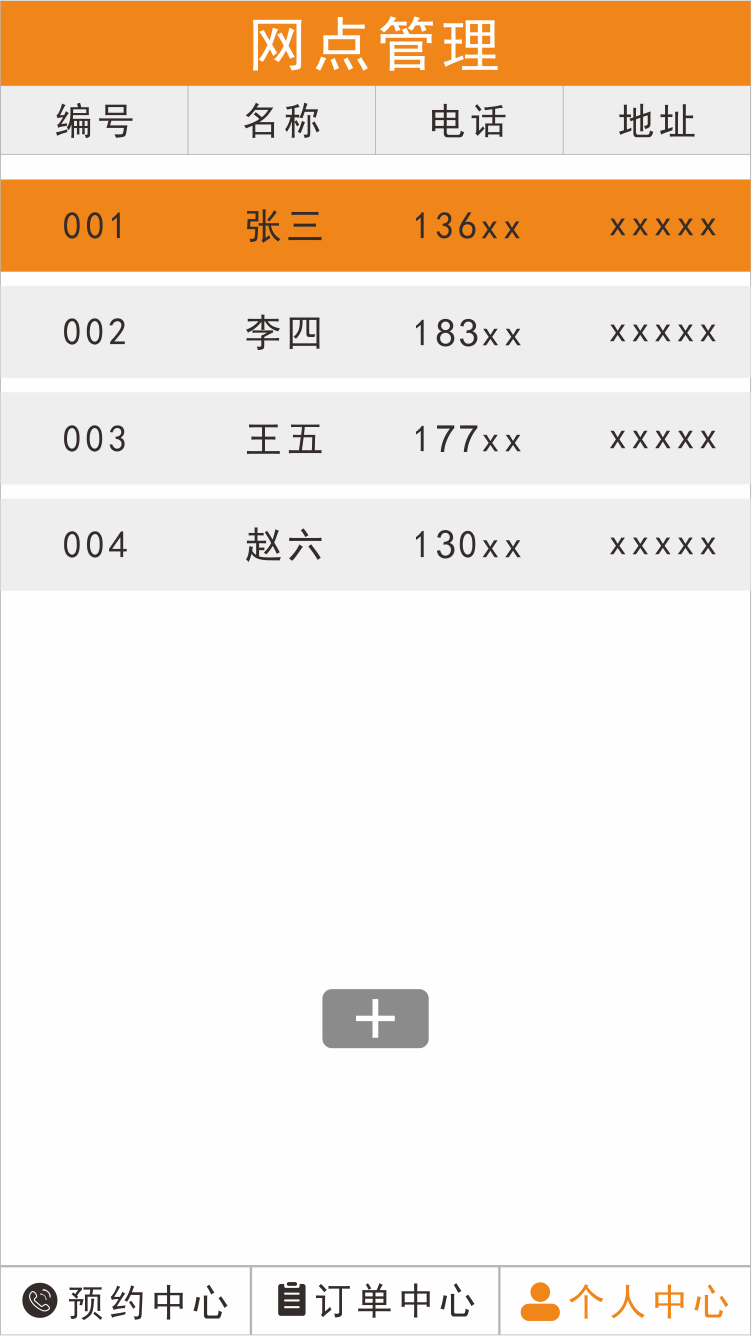 网点管理
编号 名称 电话 地址
001 张三 136xx xxxxx
002 李四 183xx xxxxx
003 王五 177xx xxxxx
004 赵六 130xx xxxxx
+
预约中心 订单中心 个人中心